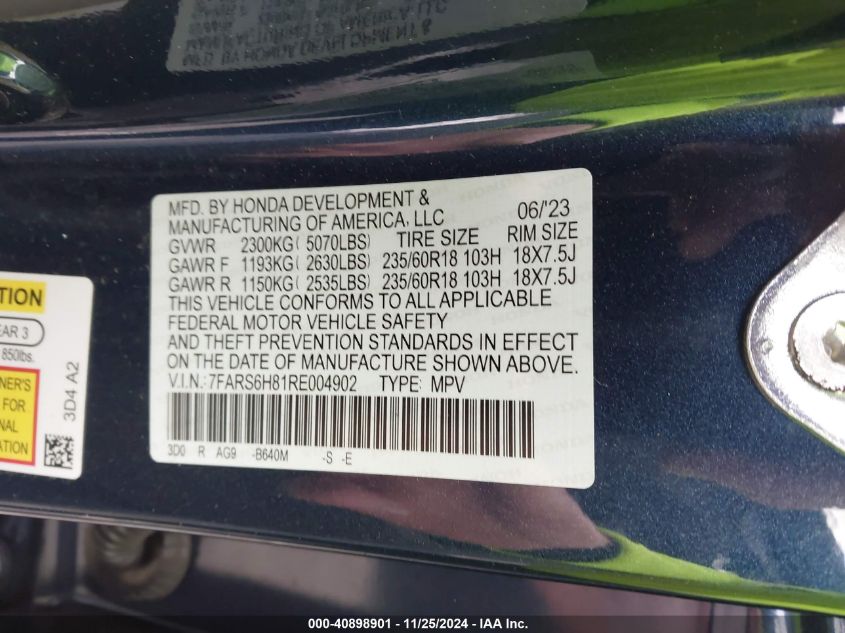 MFD. BY HONDA DEVELOPMENT &
MANUFACTURING OF AMERICA, LLC 06/'23
GVWR 2300KG( 5070LBS) TIRE SIZE RIM SIZE
GAWR F 1193KG( 2630LBS) 235/60R18 103H 18X7.5J
GAWR R 1150KG( 2535LBS) 235/60R18 103H 18X7.5J
THIS VEHICLE CONFORMS TO ALL APPLICABLE
FEDERAL MOTOR VEHICLE SAFETY
AND THEFT PREVENTION STANDARDS IN EFFECT
ON THE DATE OF MANUFACTURE SHOWN ABOVE.
V.I.N.: 7FARS6H81RE004902 TYPE: MPV
3D0 R AG9 -B640M -S -E
3
850lbs.
FOR
3D4 A2
000-40898901 - 11/25/2024 - IAA Inc.